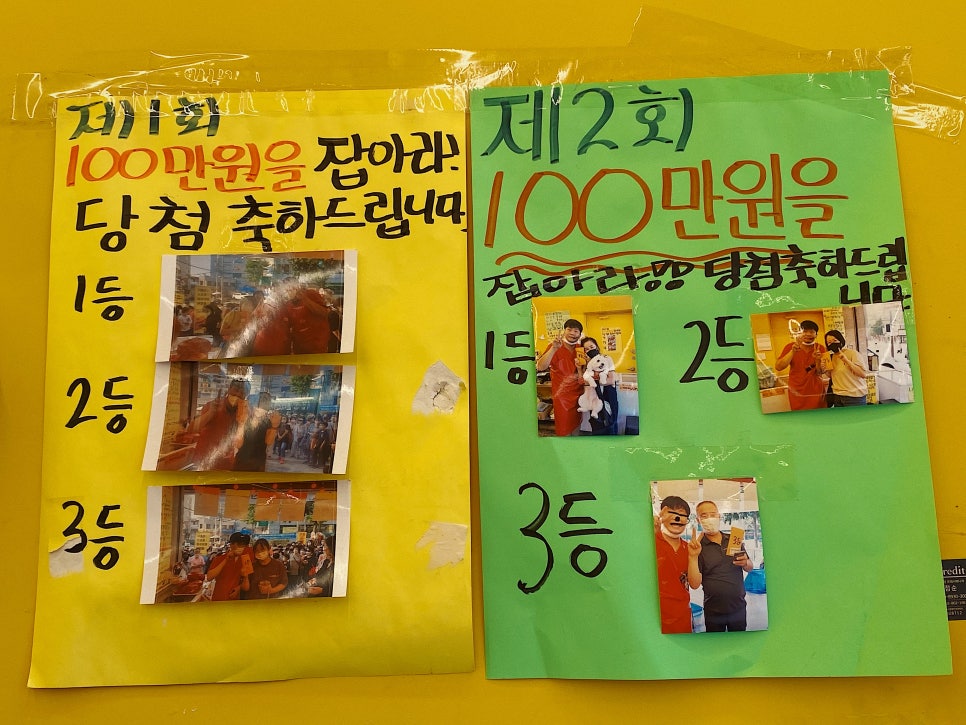 제1회
100만원을 잡아라!
당첨 축하드립니다.
1등
2등
3등
제2회
100만원을
잡아라!!! 당첨축하드립
니다.
1등
2등
3등
redit